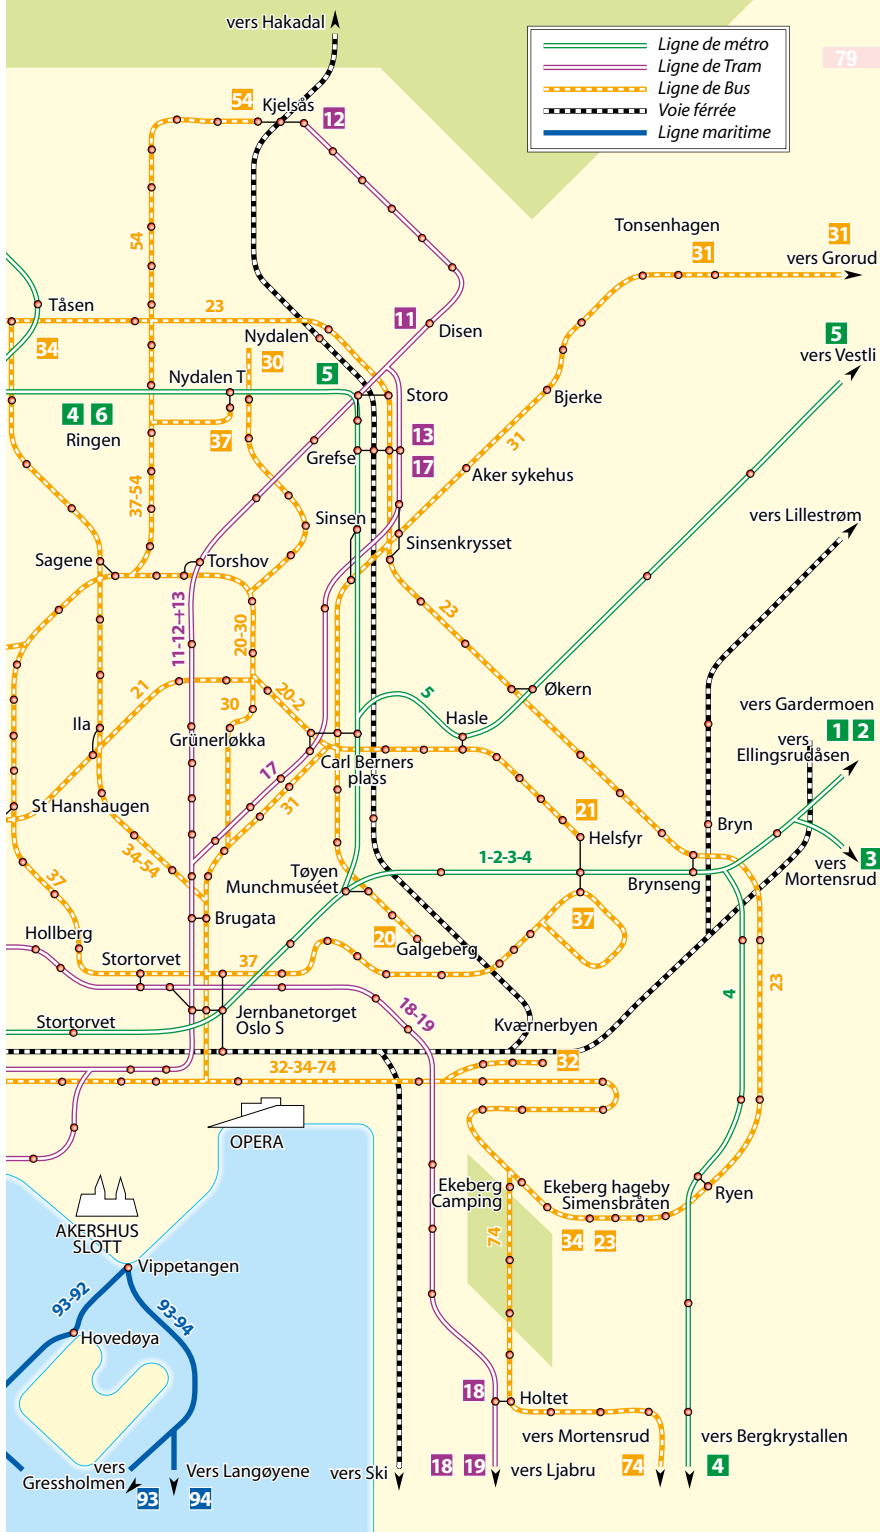 vers Hakadal
Ligne de métro
Ligne de Tram
Ligne de Bus
Voie férrée
Ligne maritime
79
54
Kjelsås
12
54
Tonsenhagen
31
31
vers Grorud
Tåsen
23
11
Disen
34
Nydalen
30
5
vers Vestli
Nydalen T
5
Storo
Bjerke
4 6
Ringen
37
13
31
Grefsen
17
Aker sykehus
37-54
Sinsen
vers Lillestrøm
Sinsenkrysset
Sagene
Torshov
11-12-+13
20-30
23
21
20-2
5
Økern
30
Hasle
vers Gardermoen
Ila
Grünerløkka
1 2
vers
Ellingsrudåsen
Carl Berners
plass
17
31
St Hanshaugen
21
Helsfyr
Bryn
34-54
1-2-3-4
3
vers
Mortensrud
Tøyen
Munchmuséet
Brynseng
37
Brugata
37
20
Galgeberg
Hollberg
Stortorvet
37
4
23
18-19
Jernbanetorget
Oslo S
Stortorvet
Kværnerbyen
32
32-34-74
OPERA
Ekeberg
Camping
Ekeberg hageby
Simensbråten
Ryen
AKERSHUS
SLOTT
74
34 23
Vippetangen
93-92
93-94
Hovedøya
18
Holtet
vers Mortensrud
vers Bergkrystallen
vers
Gressholmen
Vers Langøyene
vers Ski
18 19
vers Ljabru
74
4
93
94